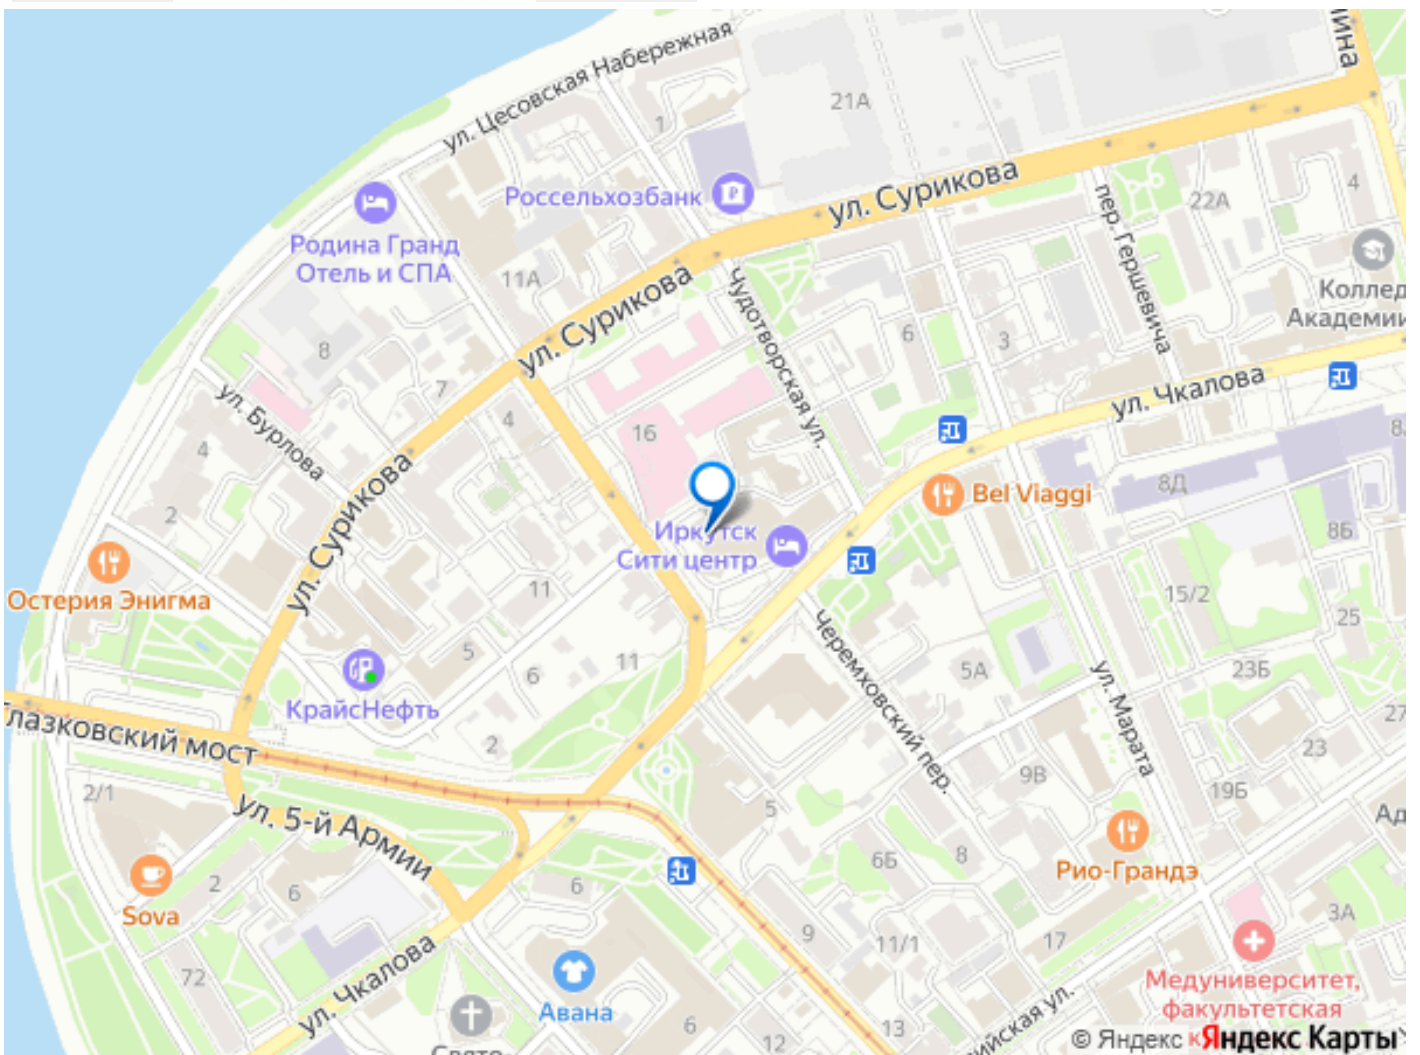 ул. Цесовская Набережная
21А
1
Россельхозбанк
ул. Сурикова
пер. Гершевича
22А
4
Родина Гранд
Отель и СПА
11А
ул. Сурикова
Чудотворская ул.
Коллед
Академии
8
7
4
6
3
ул. Чкалова
ул. Бурлова
4
16
2
ул. Сурикова
Bel Viaggi
8Д
8Б
Иркутск
Сити центр
Остерия Энигма
11
15/2
25
5
6
11
Черемховский пер.
5А
23Б
ул. Марата
КрайсНефть
2
Глазковский мост
27
23
9В
19Б
2/1
ул. 5-й Армии
5
Ад
6Б
8
Рио-Грандэ
Sova
2
6
6
3А
9
11/1
17
72
ул. Чкалова
Авана
Медуниверситет,
факультетская
6
12
13
Свято-
© Яндекс
Яндекс Карты